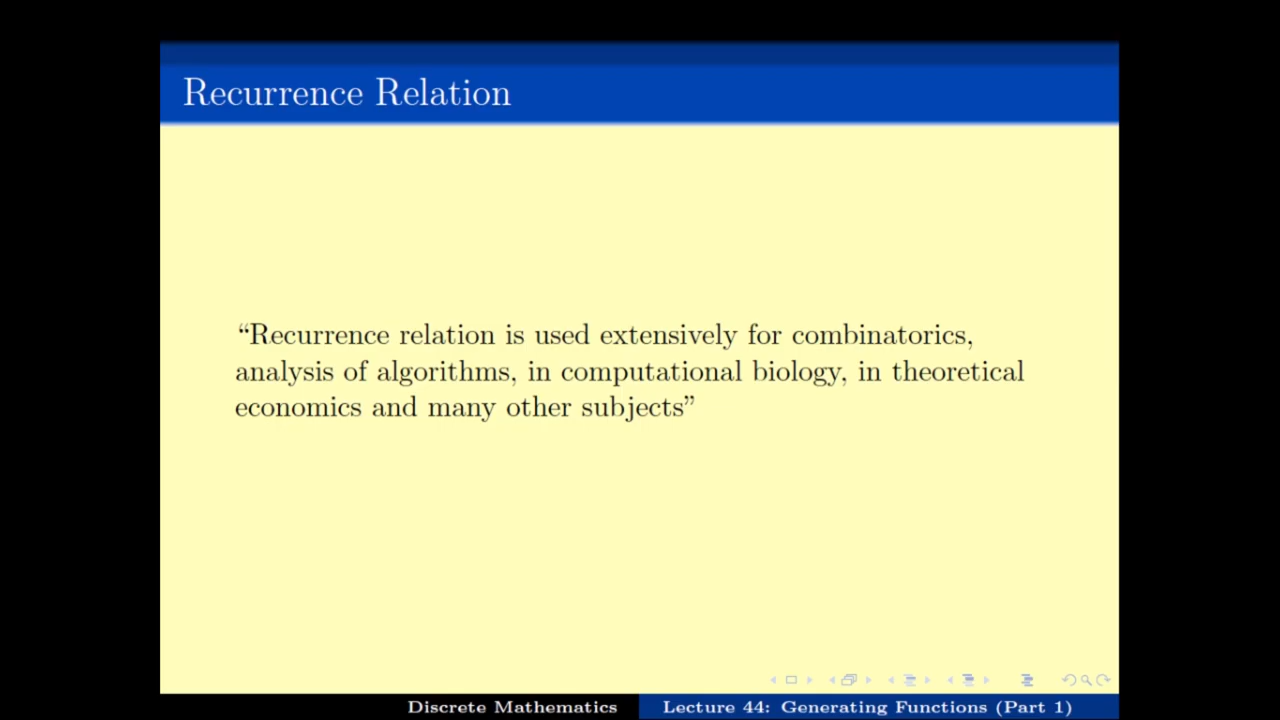 Recurrence Relation
“Recurrence relation is used extensively for combinatorics,
analysis of algorithms, in computational biology, in theoretical
economics and many other subjects”
Discrete Mathematics
Lecture 44: Generating Functions (Part 1)